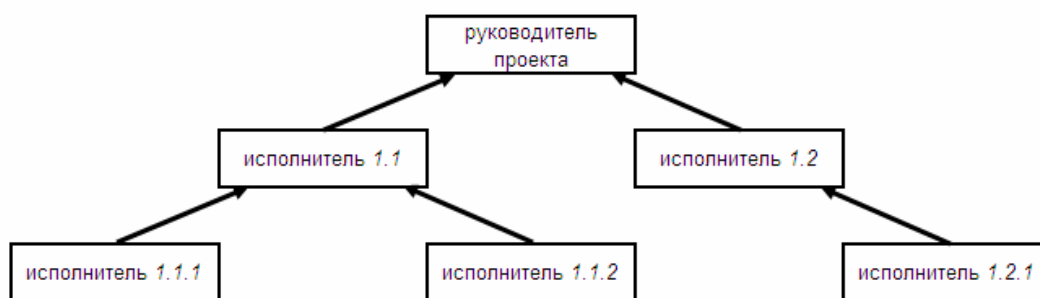 руководитель
проекта
исполнитель 1.1
исполнитель 1.2
исполнитель 1.1.1
исполнитель 1.1.2
исполнитель 1.2.1